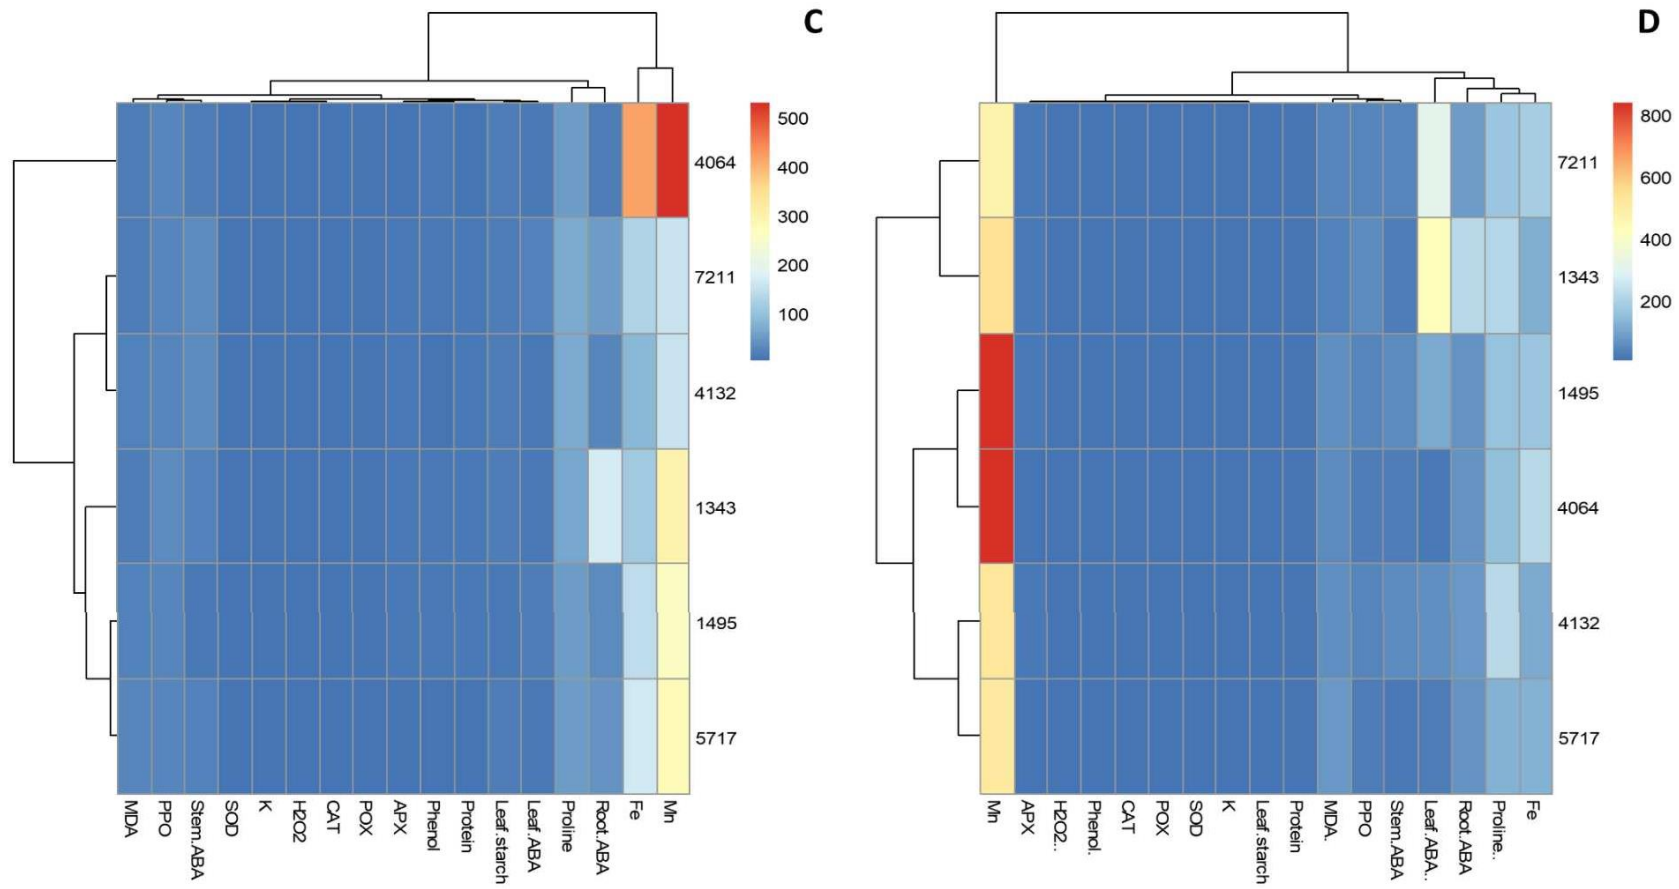 C
500
400
300
200
100
4064
7211
4132
1343
1495
5717
MDA
PPO
Stem.ABA
SOD
K
H2O2
CAT
POX
APX
Phenol
Protein
Leaf.starch
Leaf.ABA
Proline
Root.ABA
Fe
Mn
D
800
600
400
200
7211
1343
1495
4064
4132
5717
Mn
APX
H2O2..
Phenol.
CAT
POX
SOD
K
Leaf.starch
Protein
MDA.
PPO
Stem.ABA
Leaf.ABA..
Root.ABA
Proline..
Fe